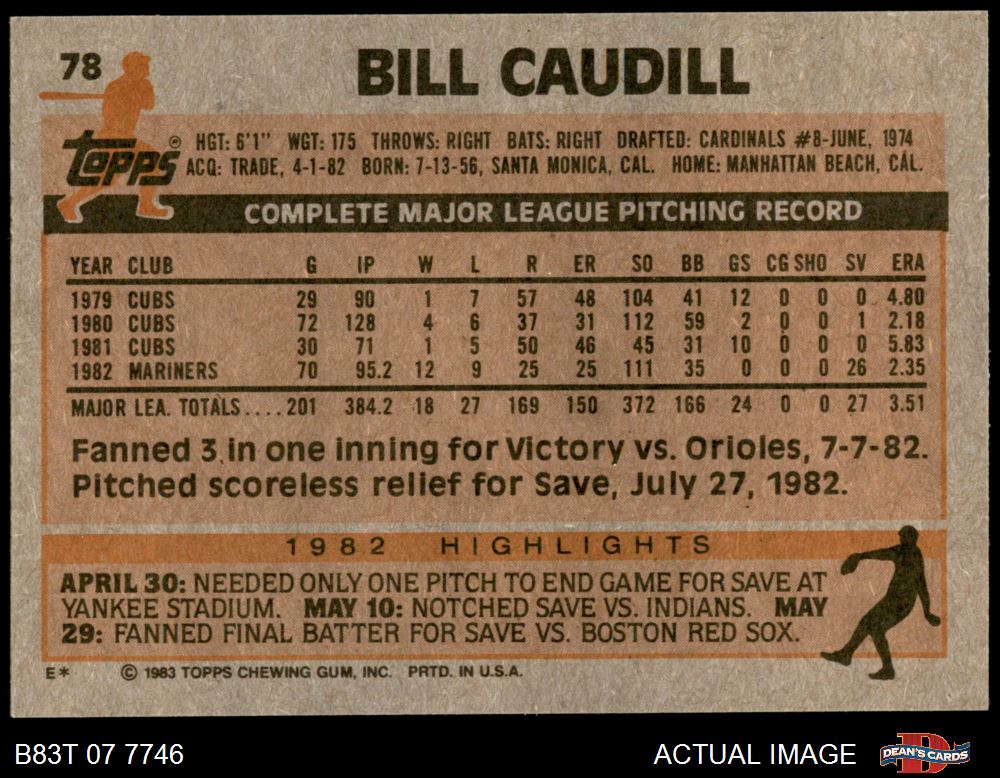 78
BILL CAUDILL
topps®
HGT: 6'1" WGT: 175 THROWS: RIGHT BATS: RIGHT DRAFTED: CARDINALS #8-JUNE, 1974
ACQ: TRADE, 4-1-82 BORN: 7-13-56, SANTA MONICA, CAL. HOME: MANHATTAN BEACH, CAL.
COMPLETE MAJOR LEAGUE PITCHING RECORD
YEAR CLUB G IP W L R ER SO BB GS CG SHO SV ERA
1979 CUBS 29 90 1 7 57 48 104 41 12 0 0 0 4.80
1980 CUBS 72 128 4 6 37 31 112 59 2 0 0 1 2.18
1981 CUBS 30 71 1 5 50 46 45 31 10 0 0 0 5.83
1982 MARINERS 70 95.2 12 9 25 25 111 35 0 0 0 26 2.35
MAJOR LEA. TOTALS....201 384.2 18 27 169 150 372 166 24 0 0 27 3.51
Fanned 3 in one inning for Victory vs. Orioles, 7-7-82.
Pitched scoreless relief for Save, July 27, 1982.
1982 HIGHLIGHTS
APRIL 30: NEEDED ONLY ONE PITCH TO END GAME FOR SAVE AT
YANKEE STADIUM. MAY 10: NOTCHED SAVE VS. INDIANS. MAY
29: FANNED FINAL BATTER FOR SAVE VS. BOSTON RED SOX.
E* © 1983 TOPPS CHEWING GUM, INC. PRTD. IN U.S.A.
B83T 07 7746
ACTUAL IMAGE
DEAN'S CARDS